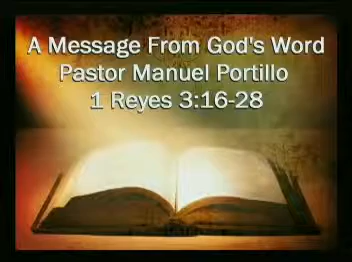 A Message From God's Word
Pastor Manuel Portillo
1 Reyes 3:16-28